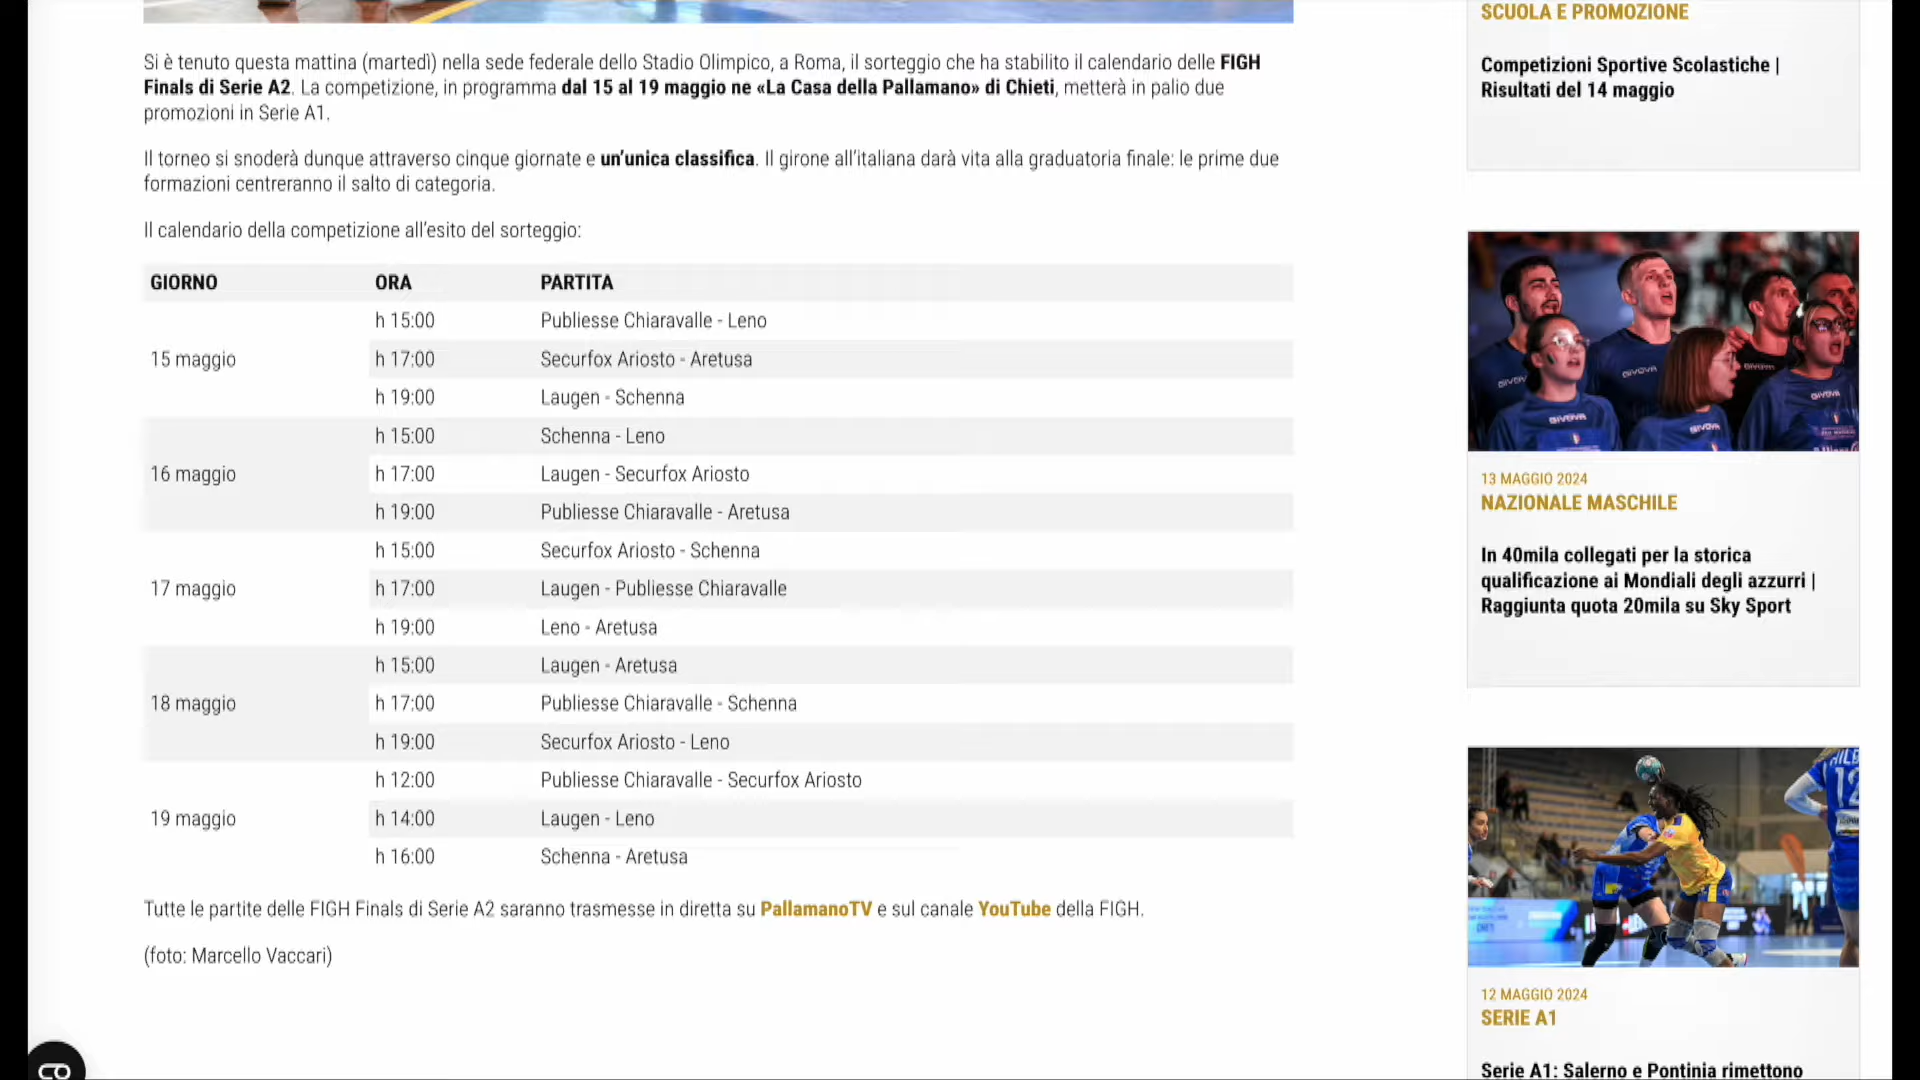 Si è tenuto questa mattina (martedì) nella sede federale dello Stadio Olimpico, a Roma, il sorteggio che ha stabilito il calendario delle FIGH
Finals di Serie A2. La competizione, in programma dal 15 al 19 maggio ne «La Casa della Pallamano» di Chieti, metterà in palio due
promozioni in Serie A1.
Il torneo si snoderà dunque attraverso cinque giornate e un'unica classifica. Il girone all'italiana darà vita alla graduatoria finale: le prime due
formazioni centreranno il salto di categoria.
Il calendario della competizione all'esito del sorteggio:
GIORNO ORA PARTITA
h 15:00 Publiesse Chiaravalle - Leno
15 maggio h 17:00 Securfox Ariosto - Aretusa
h 19:00 Laugen - Schenna
h 15:00 Schenna - Leno
16 maggio h 17:00 Laugen - Securfox Ariosto
h 19:00 Publiesse Chiaravalle - Aretusa
h 15:00 Securfox Ariosto - Schenna
17 maggio h 17:00 Laugen - Publiesse Chiaravalle
h 19:00 Leno - Aretusa
h 15:00 Laugen - Aretusa
18 maggio h 17:00 Publiesse Chiaravalle - Schenna
h 19:00 Securfox Ariosto - Leno
h 12:00 Publiesse Chiaravalle - Securfox Ariosto
19 maggio h 14:00 Laugen - Leno
h 16:00 Schenna - Aretusa
Tutte le partite delle FIGH Finals di Serie A2 saranno trasmesse in diretta su PallamanoTV e sul canale YouTube della FIGH.
(foto: Marcello Vaccari)
SCUOLA E PROMOZIONE
Competizioni Sportive Scolastiche |
Risultati del 14 maggio
GIVOVA
GIVOVA
GIVOVA
GIVOVA
GIVOVA
GIVOVA
13 MAGGIO 2024
NAZIONALE MASCHILE
In 40mila collegati per la storica
qualificazione ai Mondiali degli azzurri |
Raggiunta quota 20mila su Sky Sport
12
12 MAGGIO 2024
SERIE A1
Serie A1: Salerno e Pontinia rimettono